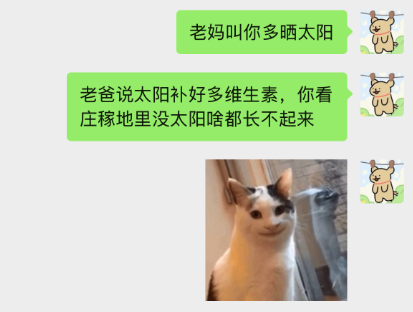 老妈叫你多晒太阳
老爸说太阳补好多维生素，你看
庄稼地里没太阳啥都长不起来